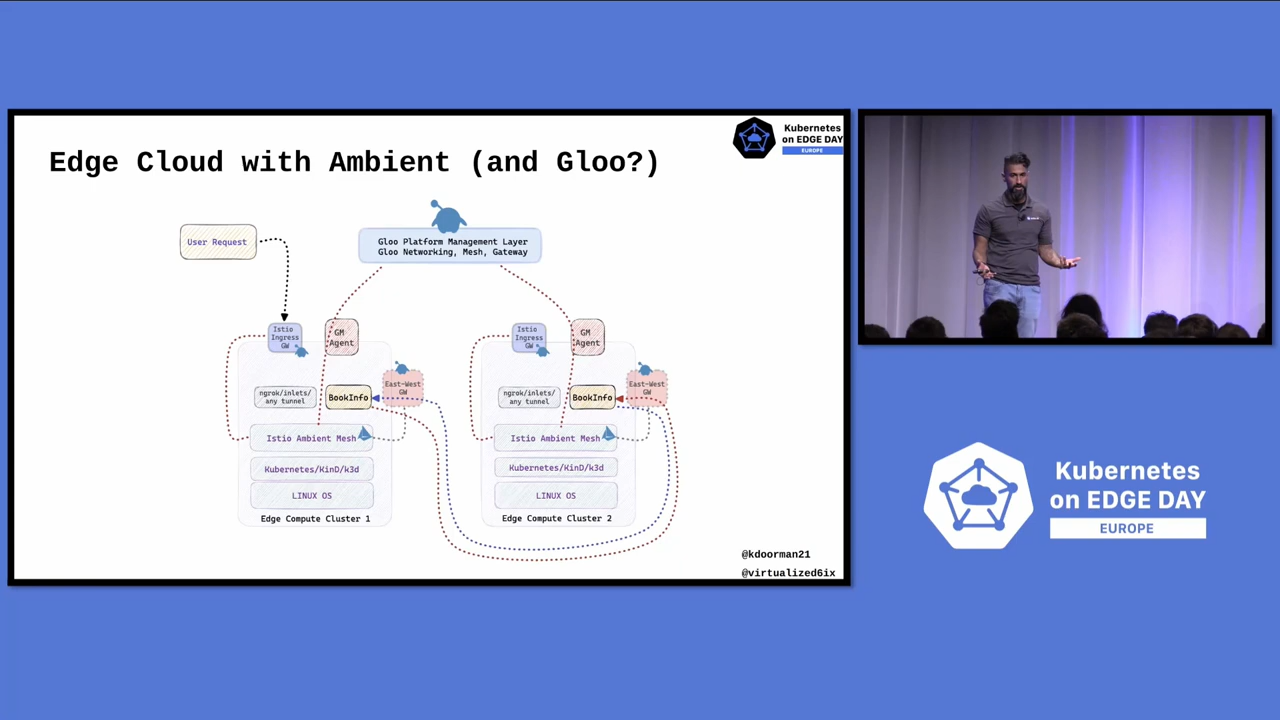 Edge Cloud with Ambient (and Gloo?)
Kubernetes
on EDGE DAY
EUROPE
User Request
Gloo Platform Management Layer
Gloo Networking, Mesh, Gateway
Istio
Ingress
GW
GM
Agent
East-West
GW
ngrok/inlets/
any tunnel
BookInfo
Istio Ambient Mesh
Kubernetes/KinD/k3d
LINUX OS
Edge Compute Cluster 1
Istio
Ingress
GW
GM
Agent
East-West
GW
ngrok/inlets/
any tunnel
BookInfo
Istio Ambient Mesh
Kubernetes/KinD/k3d
LINUX OS
Edge Compute Cluster 2
@kdoorman21
@virtualized6ix
Kubernetes
on EDGE DAY
EUROPE